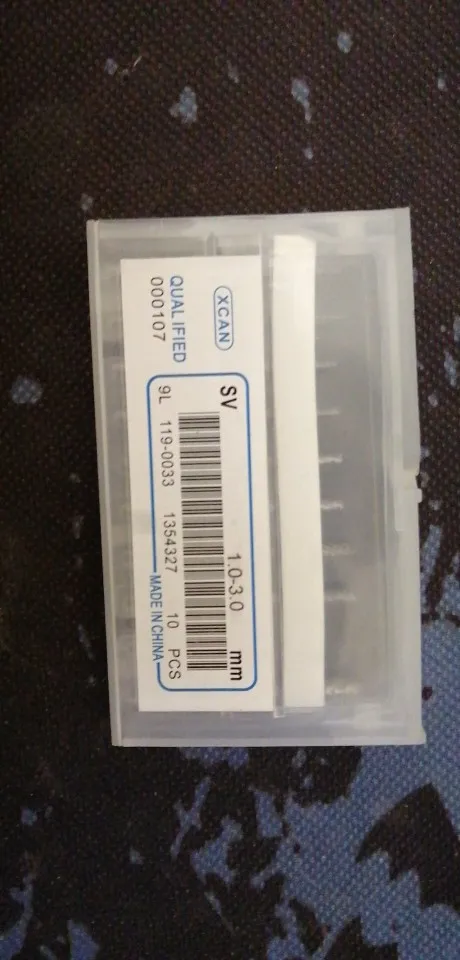 XCAN
QUALIFIED
000107
SV 1.0-3.0 mm
9L 119-0033 1354327 10 PCS
MADE IN CHINA